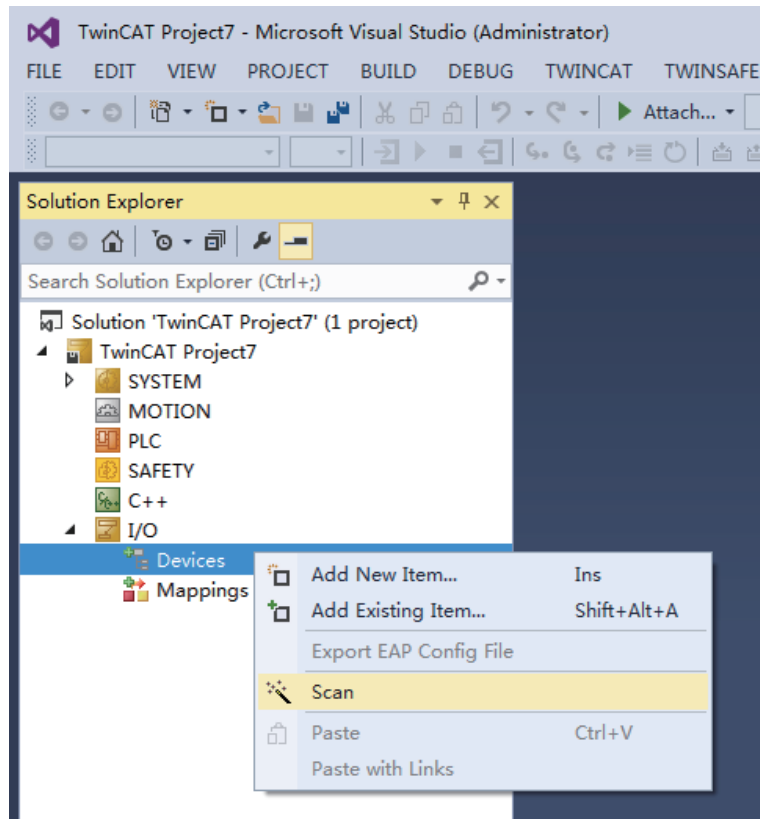 TwinCAT Project7 - Microsoft Visual Studio (Administrator)
FILE EDIT VIEW PROJECT BUILD DEBUG TWINCAT TWINSAFE
Attach...
Solution Explorer
Search Solution Explorer (Ctrl+;)
Solution 'TwinCAT Project7' (1 project)
TwinCAT Project7
SYSTEM
MOTION
PLC
SAFETY
C++
I/O
Devices
Mappings
Add New Item... Ins
Add Existing Item... Shift+Alt+A
Export EAP Config File
Scan
Paste Ctrl+V
Paste with Links